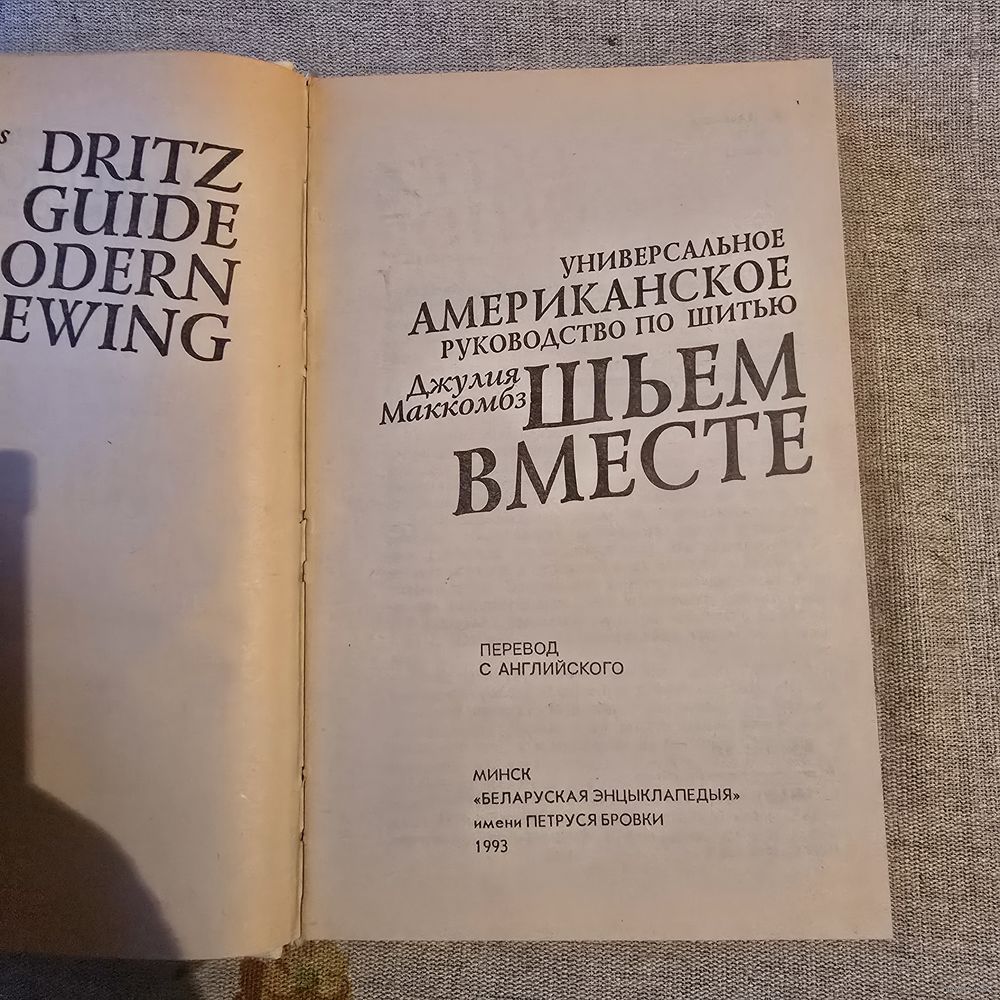 s
DRITZ
GUIDE
ODERN
EWING
УНИВЕРСАЛЬНОЕ
АМЕРИКАНСКОЕ
РУКОВОДСТВО ПО ШИТЬЮ
Джулия
Маккомбз
ШЬЕМ
ВМЕСТЕ
ПЕРЕВОД
С АНГЛИЙСКОГО
МИНСК
«БЕЛАРУСКАЯ ЭНЦЫКЛАПЕДЫЯ»
имени ПЕТРУСЯ БРОВКИ
1993